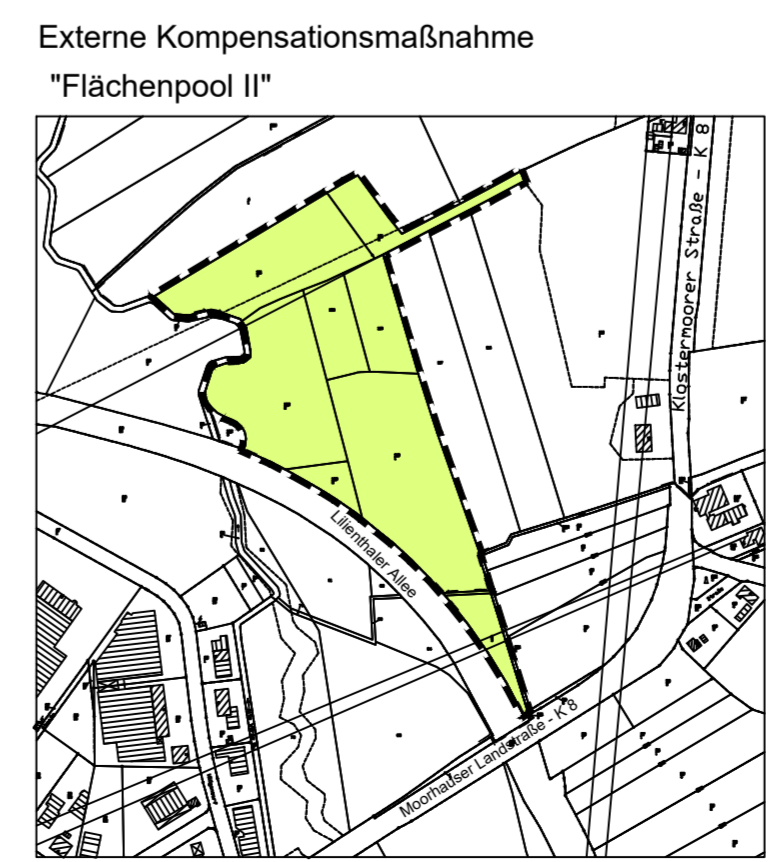 Externe Kompensationsmaßnahme
"Flächenpool II"
Klostermoorer Straße - K 8
Lilienthaler Allee
Moorhauser Landstraße - K 8